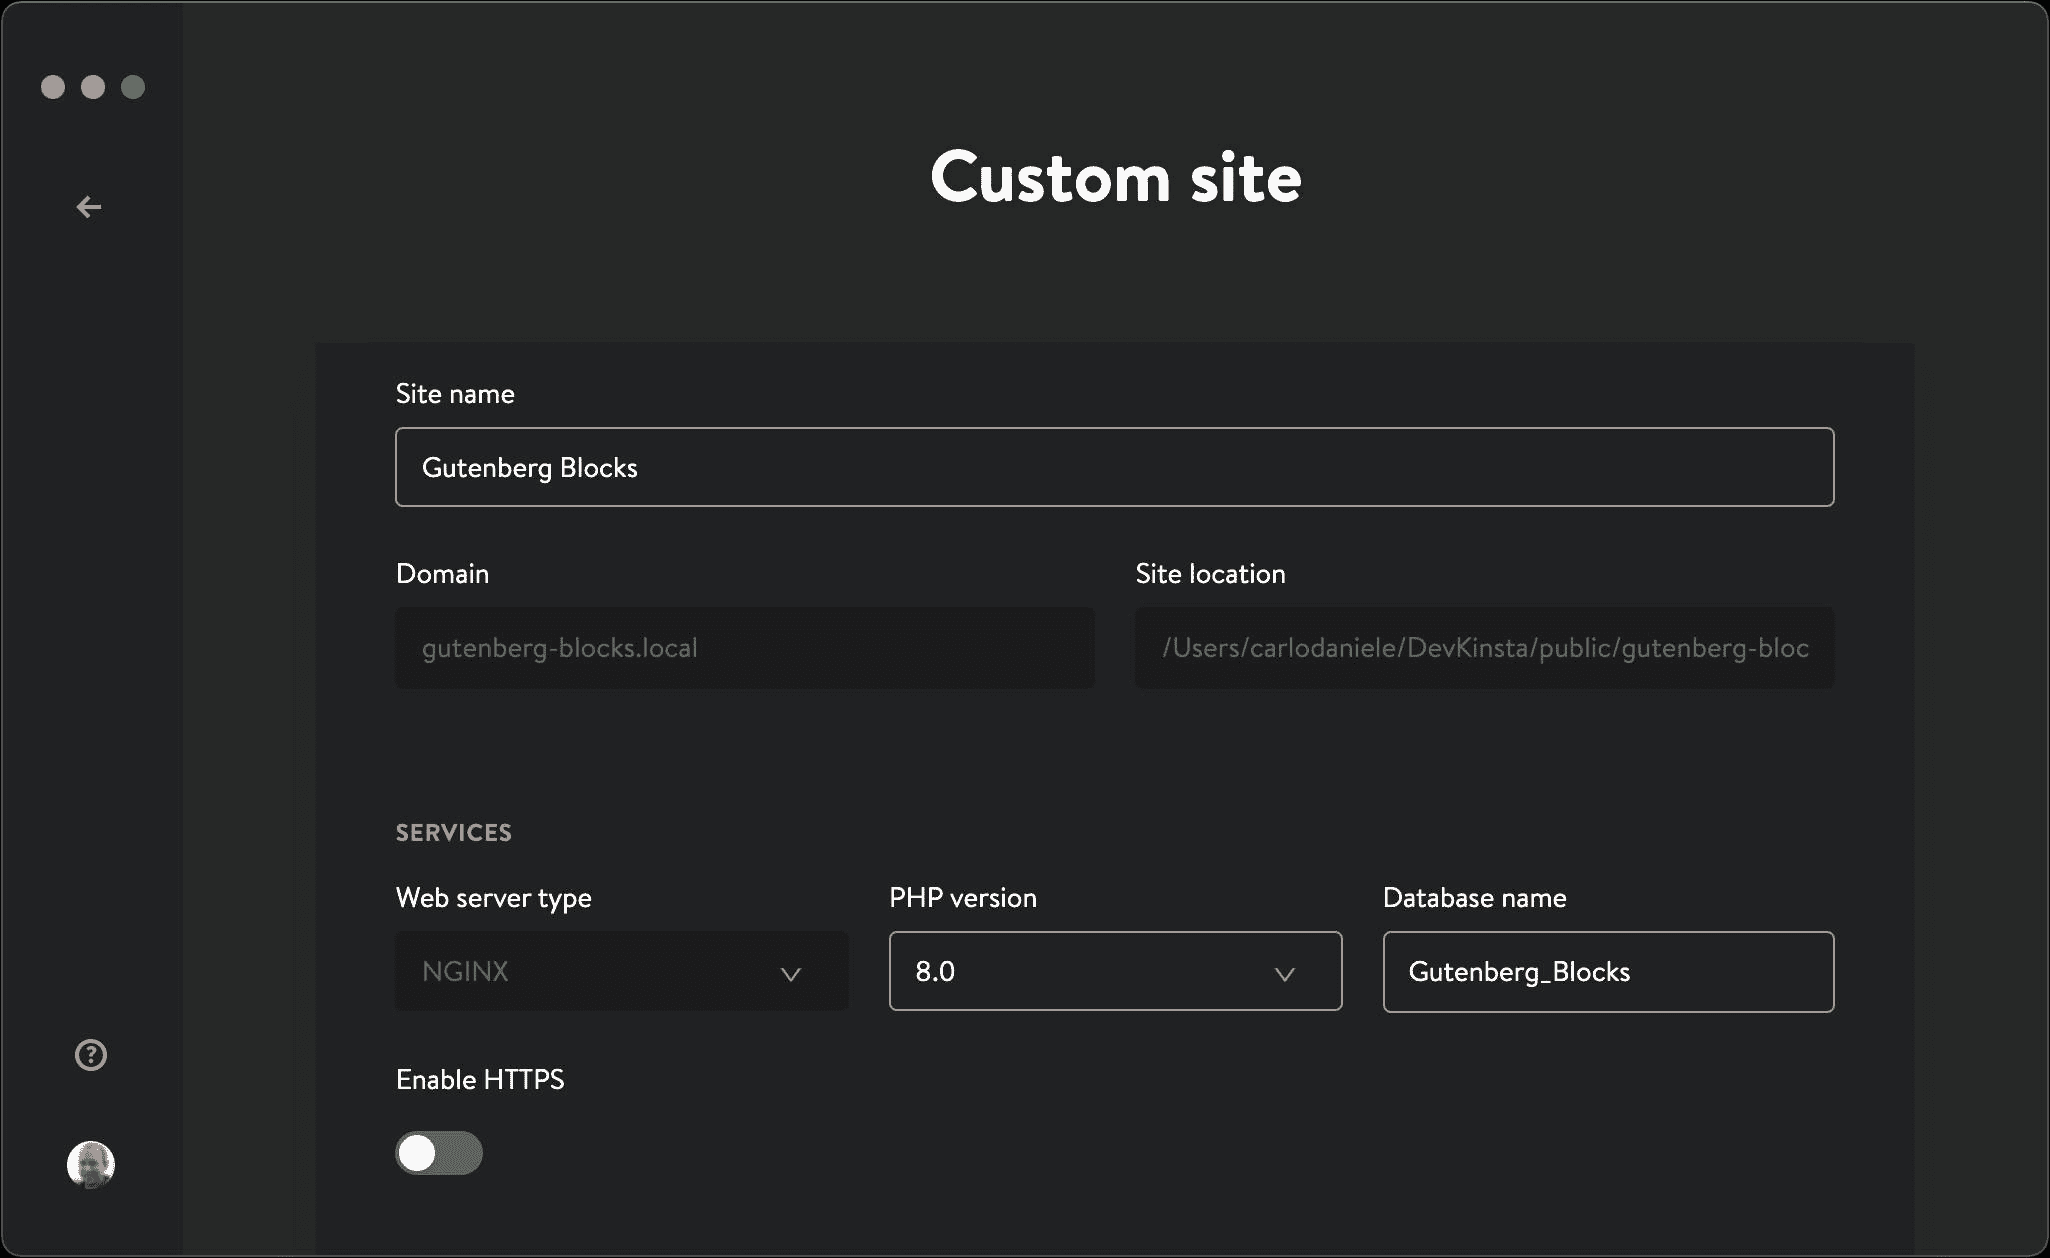 Custom site
Site name
Gutenberg Blocks
Domain
Site location
gutenberg-blocks.local
/Users/carlodaniele/DevKinsta/public/gutenberg-bloc
SERVICES
Web server type
PHP version
Database name
NGINX
8.0
Gutenberg_Blocks
Enable HTTPS